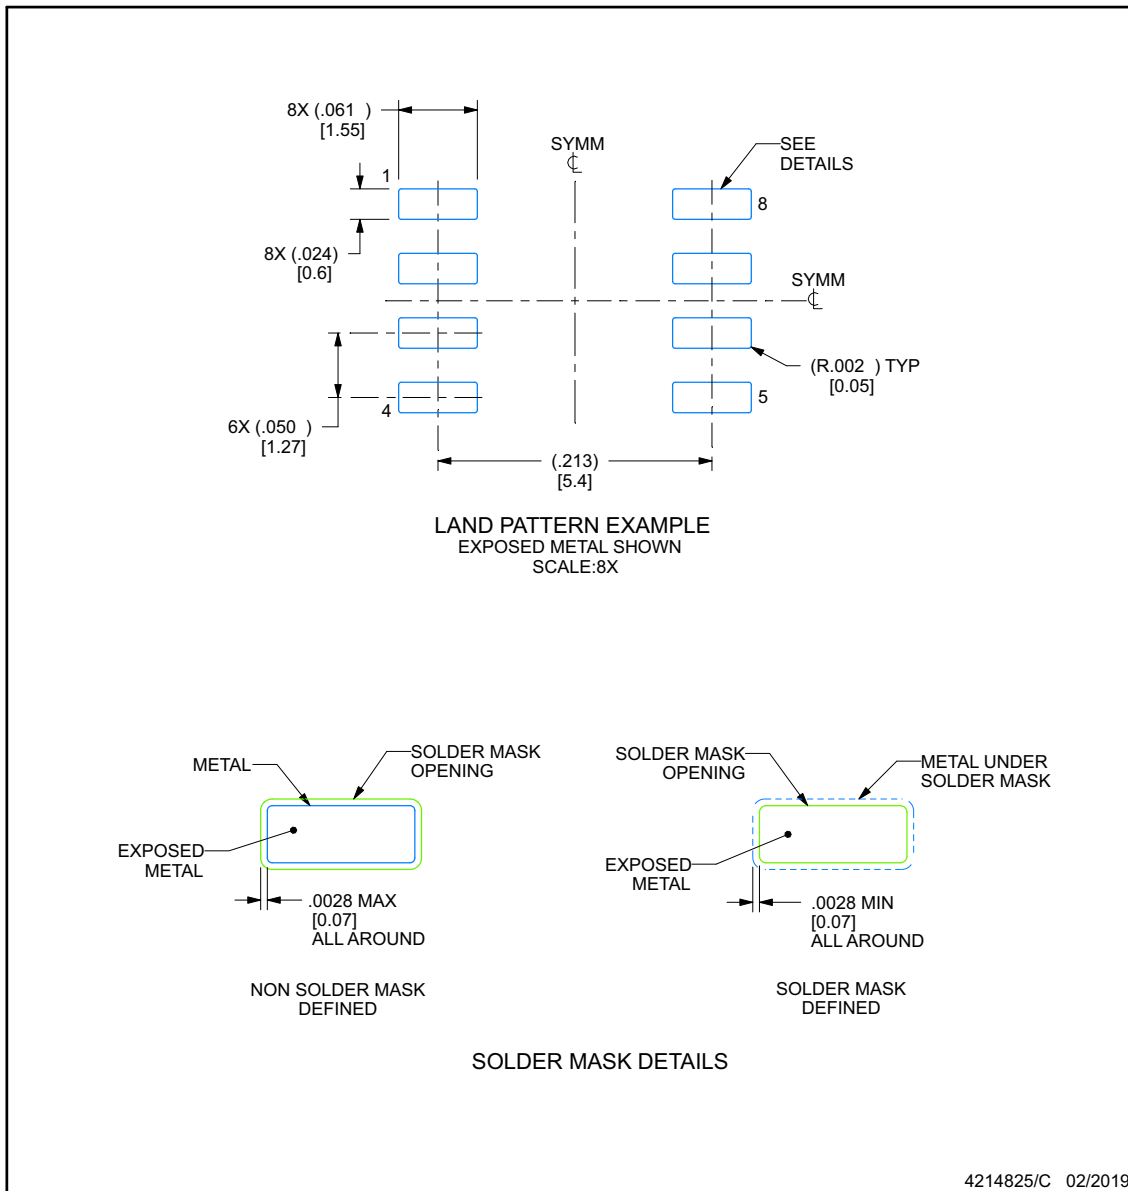 8X (.061 )
[1.55]
SYMM
℄
SEE
DETAILS
1
8
8X (.024)
[0.6]
SYMM
℄
(R.002 ) TYP
[0.05]
4
5
6X (.050 )
[1.27]
(.213)
[5.4]
LAND PATTERN EXAMPLE
EXPOSED METAL SHOWN
SCALE:8X
METAL
SOLDER MASK
OPENING
EXPOSED
METAL
.0028 MAX
[0.07]
ALL AROUND
NON SOLDER MASK
DEFINED
SOLDER MASK
OPENING
METAL UNDER
SOLDER MASK
EXPOSED
METAL
.0028 MIN
[0.07]
ALL AROUND
SOLDER MASK
DEFINED
SOLDER MASK DETAILS
4214825/C 02/2019